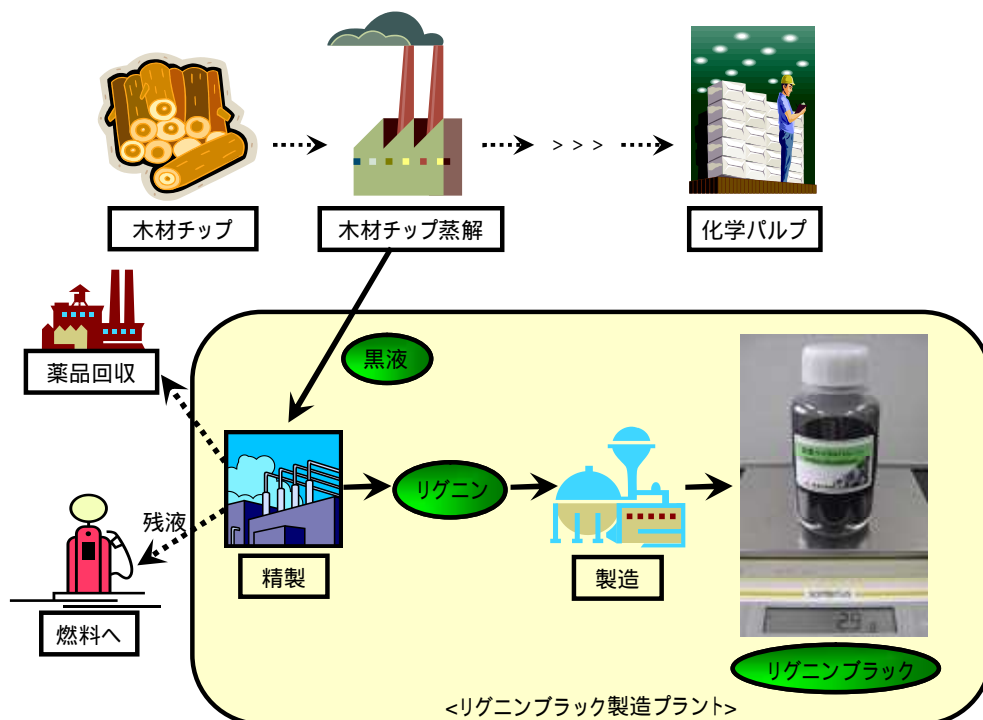 木材チップ
木材チップ蒸解
> > >
化学パルプ
薬品回収
黒液
リグニン
残液
精製
製造
燃料へ
リグニンブラック
<リグニンブラック製造プラント>